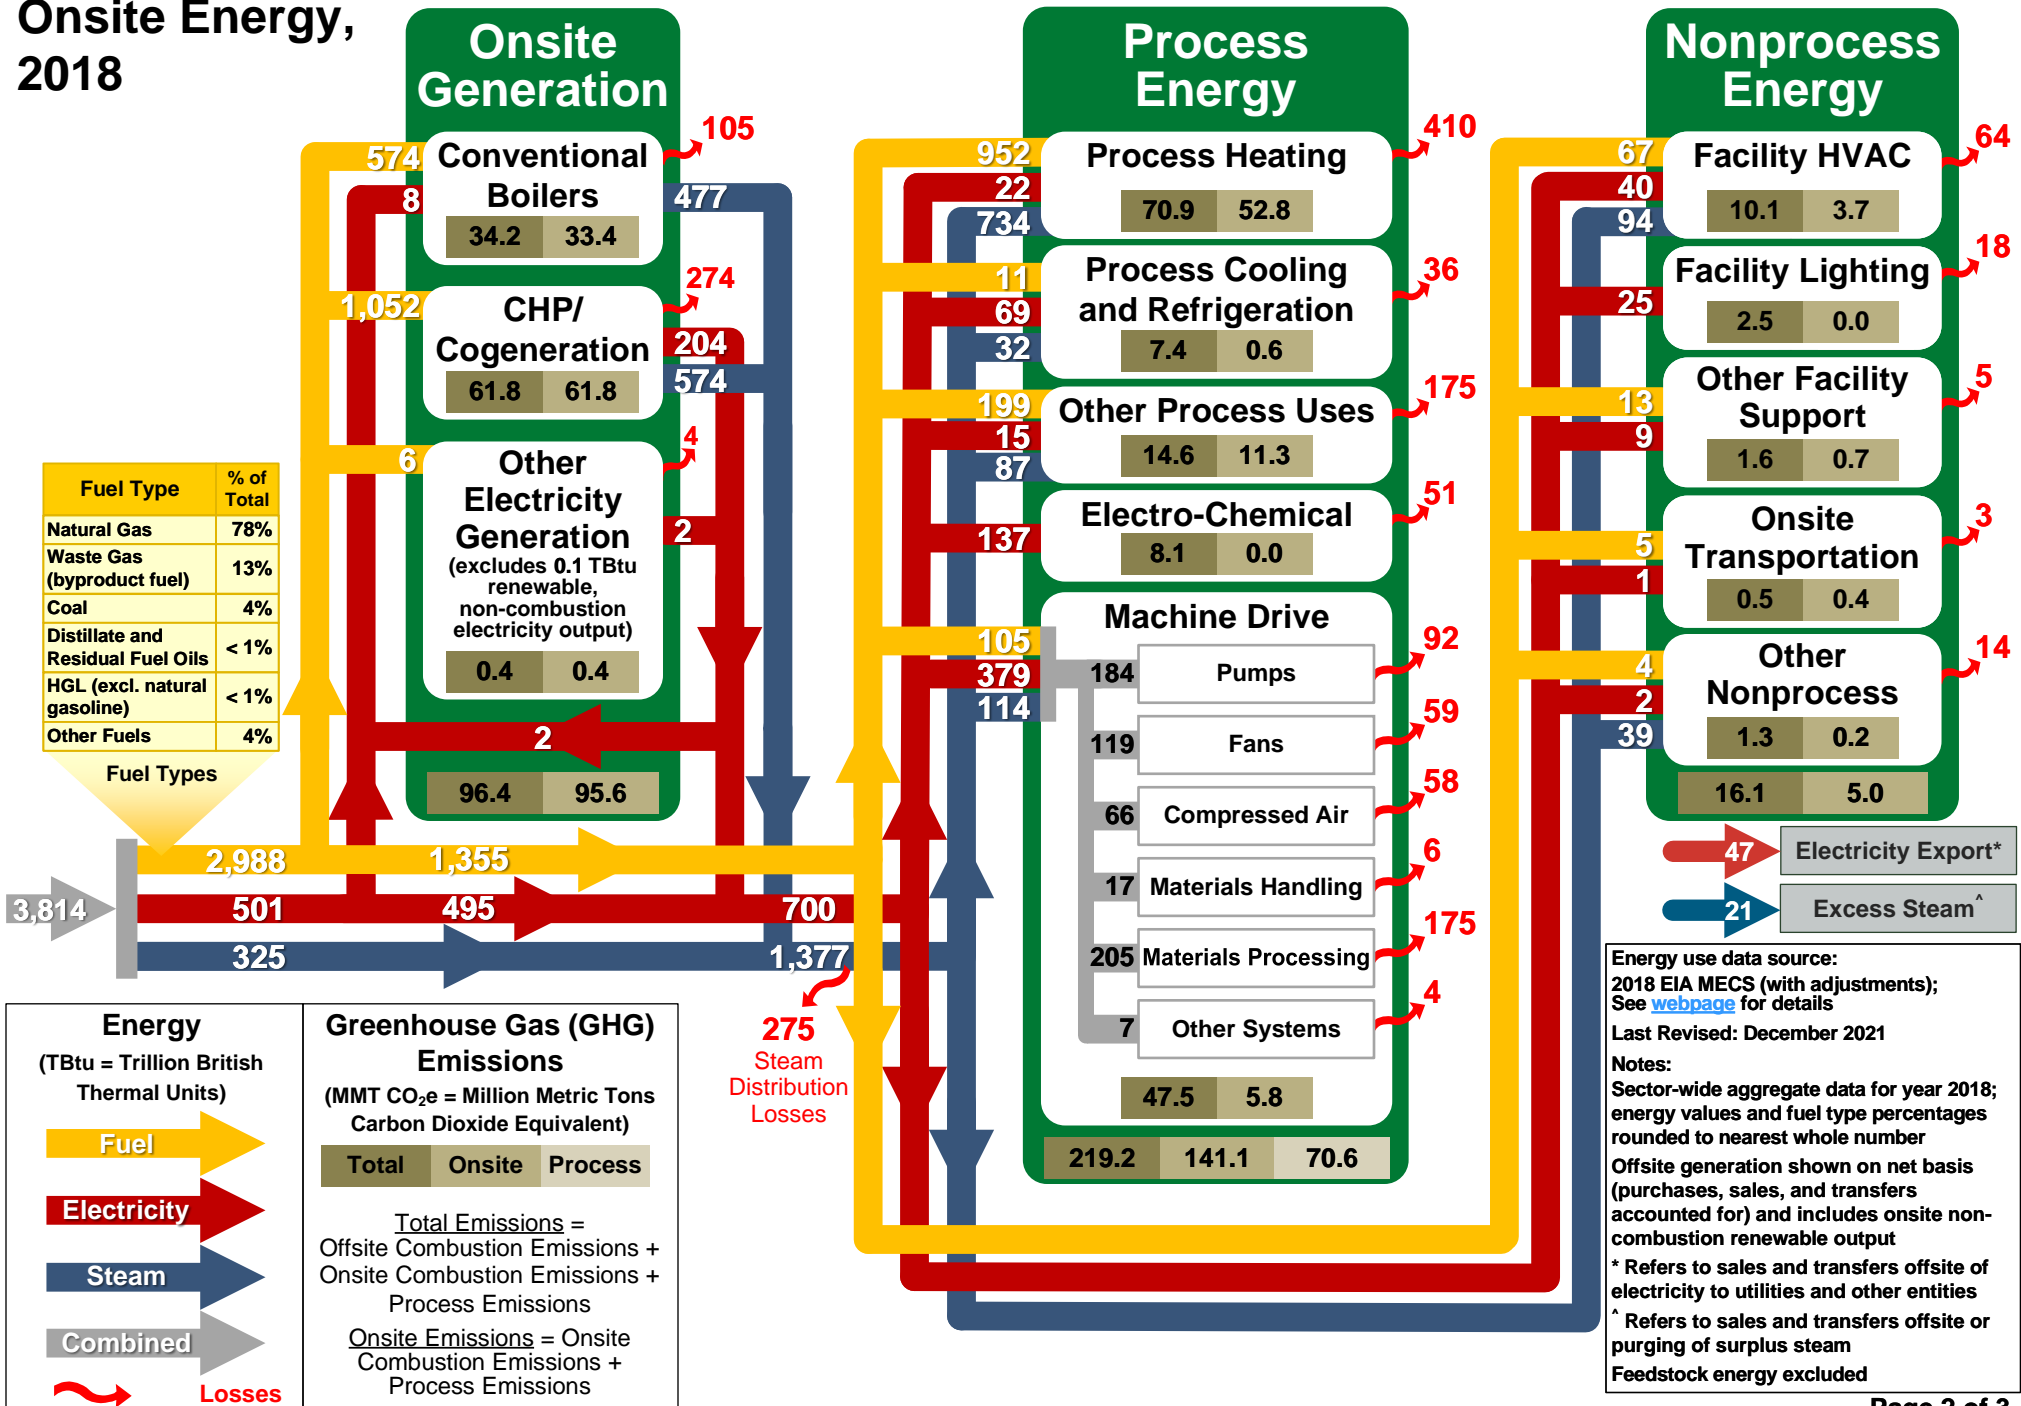 Onsite Energy,
2018
Onsite
Generation
574
8
Conventional
Boilers
34.2 33.4
105
477
1,052
CHP/
Cogeneration
61.8 61.8
274
204
574
6
Other
Electricity
Generation
(excludes 0.1 TBtu
renewable,
non-combustion
electricity output)
0.4 0.4
4
2
2
96.4 95.6
Fuel Type % of Total
Natural Gas 78%
Waste Gas
(byproduct fuel) 13%
Coal 4%
Distillate and
Residual Fuel Oils < 1%
HGL (excl. natural
gasoline) < 1%
Other Fuels 4%
Fuel Types
3,814
2,988 1,355
501 495 700
325 1,377
275
Steam
Distribution
Losses
Process
Energy
952
22
734
Process Heating
70.9 52.8
410
11
69
32
Process Cooling
and Refrigeration
7.4 0.6
36
199
15
87
Other Process Uses
14.6 11.3
175
137
Electro-Chemical
8.1 0.0
51
105
379
114
Machine Drive
184 Pumps 92
119 Fans 59
66 Compressed Air 58
17 Materials Handling 6
205 Materials Processing 175
7 Other Systems 4
47.5 5.8
219.2 141.1 70.6
Nonprocess
Energy
67
40
94
Facility HVAC
10.1 3.7
64
25
Facility Lighting
2.5 0.0
18
13
9
Other Facility
Support
1.6 0.7
5
5
1
Onsite
Transportation
0.5 0.4
3
4
2
39
Other
Nonprocess
1.3 0.2
14
16.1 5.0
47 Electricity Export*
21 Excess Steam^
Energy
(TBtu = Trillion British
Thermal Units)
Fuel
Electricity
Steam
Combined
Losses
Greenhouse Gas (GHG)
Emissions
(MMT CO₂e = Million Metric Tons
Carbon Dioxide Equivalent)
Total Onsite Process
Total Emissions =
Offsite Combustion Emissions +
Onsite Combustion Emissions +
Process Emissions
Onsite Emissions = Onsite
Combustion Emissions +
Process Emissions
Energy use data source:
2018 EIA MECS (with adjustments);
See webpage for details
Last Revised: December 2021
Notes:
Sector-wide aggregate data for year 2018;
energy values and fuel type percentages
rounded to nearest whole number
Offsite generation shown on net basis
(purchases, sales, and transfers
accounted for) and includes onsite non-
combustion renewable output
* Refers to sales and transfers offsite of
electricity to utilities and other entities
^ Refers to sales and transfers offsite or
purging of surplus steam
Feedstock energy excluded
Page 2 of 3